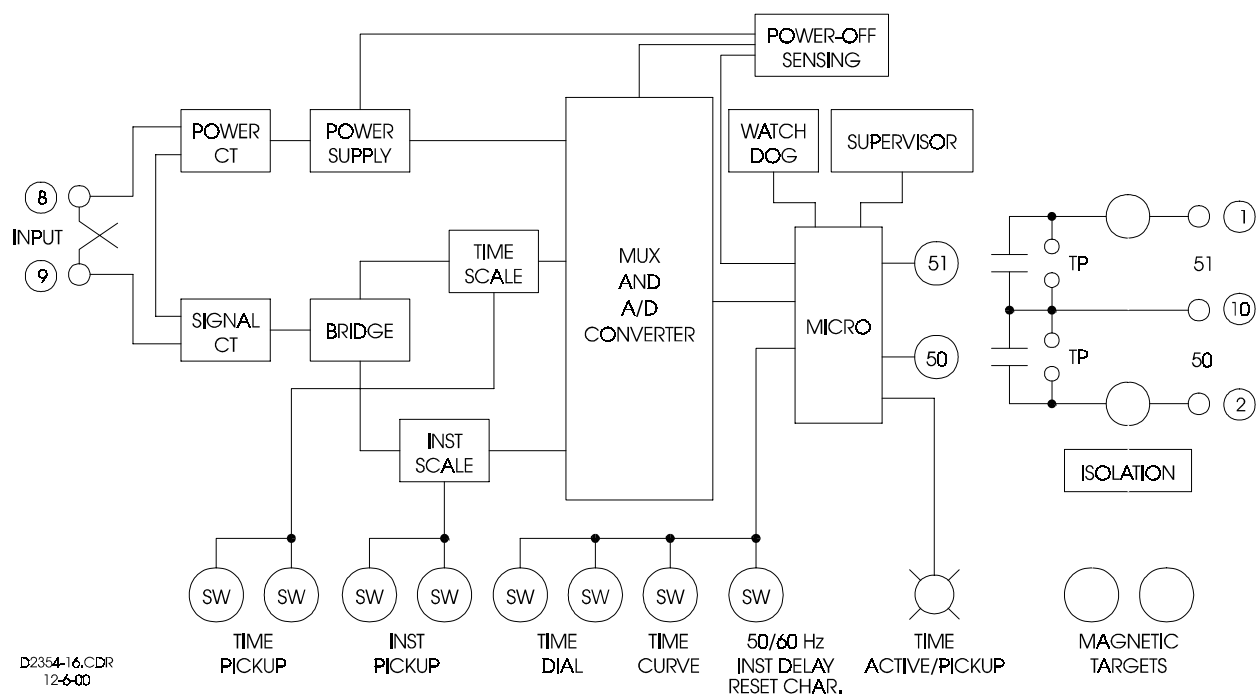 POWER-OFF
SENSING
POWER
CT
POWER
SUPPLY
WATCH
DOG
SUPERVISOR
8
INPUT
9
TIME
SCALE
MUX
AND
A/D
CONVERTER
SIGNAL
CT
BRIDGE
MICRO
51
50
1
TP
51
10
TP
50
2
INST
SCALE
ISOLATION
SW
SW
SW
SW
SW
SW
SW
SW
TIME
PICKUP
INST
PICKUP
TIME
DIAL
TIME
CURVE
50/60 Hz
INST DELAY
RESET CHAR.
TIME
ACTIVE/PICKUP
MAGNETIC
TARGETS
D2354-16.CDR
12-6-00